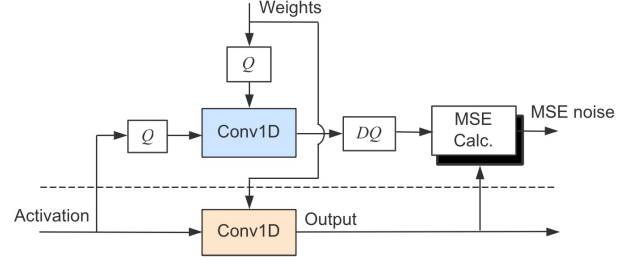 Weights
Q
Q
Conv1D
DQ
MSE
Calc.
MSE noise
Activation
Conv1D
Output